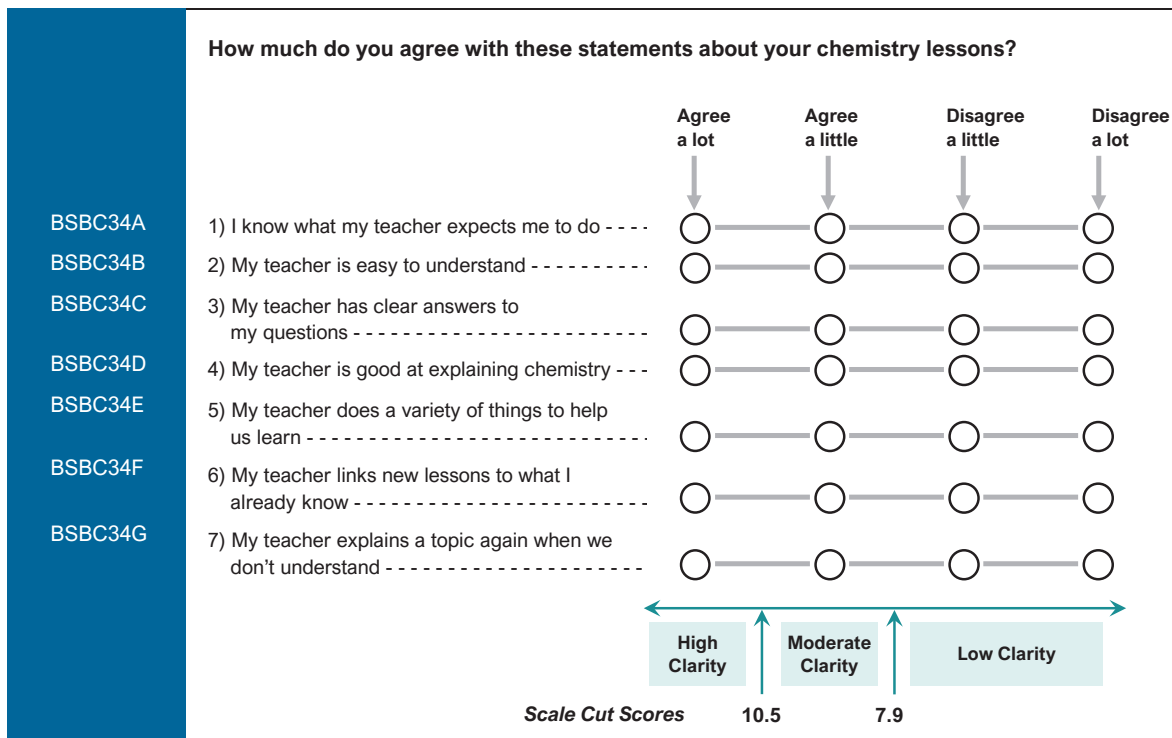 How much do you agree with these statements about your chemistry lessons?
Agree a lot
Agree a little
Disagree a little
Disagree a lot
BSBC34A 1) I know what my teacher expects me to do - - - -
BSBC34B 2) My teacher is easy to understand - - - - - - - - - - - -
BSBC34C 3) My teacher has clear answers to
my questions - - - - - - - - - - - - - - - - - - - - - - - - - - - -
BSBC34D 4) My teacher is good at explaining chemistry - - -
BSBC34E 5) My teacher does a variety of things to help
us learn - - - - - - - - - - - - - - - - - - - - - - - - - - - - - - -
BSBC34F 6) My teacher links new lessons to what I
already know - - - - - - - - - - - - - - - - - - - - - - - - - - -
BSBC34G 7) My teacher explains a topic again when we
don't understand - - - - - - - - - - - - - - - - - - - - - - - -
High Clarity
Moderate Clarity
Low Clarity
Scale Cut Scores 10.5 7.9